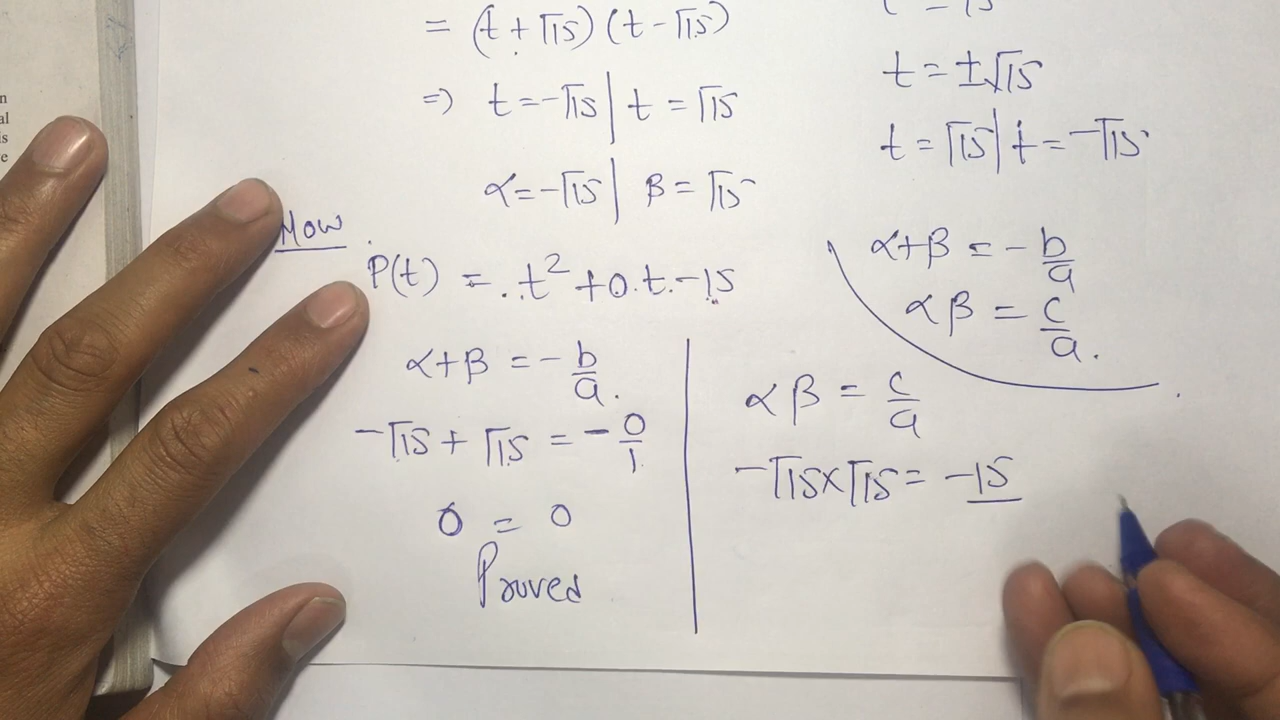 = (t + √15) (t - √15)
⇒ t = -√15 | t = √15
α = -√15 | β = √15
t = ±√15
t = √15 | t = -√15
α + β = - b/a
αβ = c/a.
Now
P(t) = t² + 0.t - 15
α + β = - b/a.
-√15 + √15 = - 0/1
0 = 0
Proved
αβ = c/a
-√15 × √15 = -15